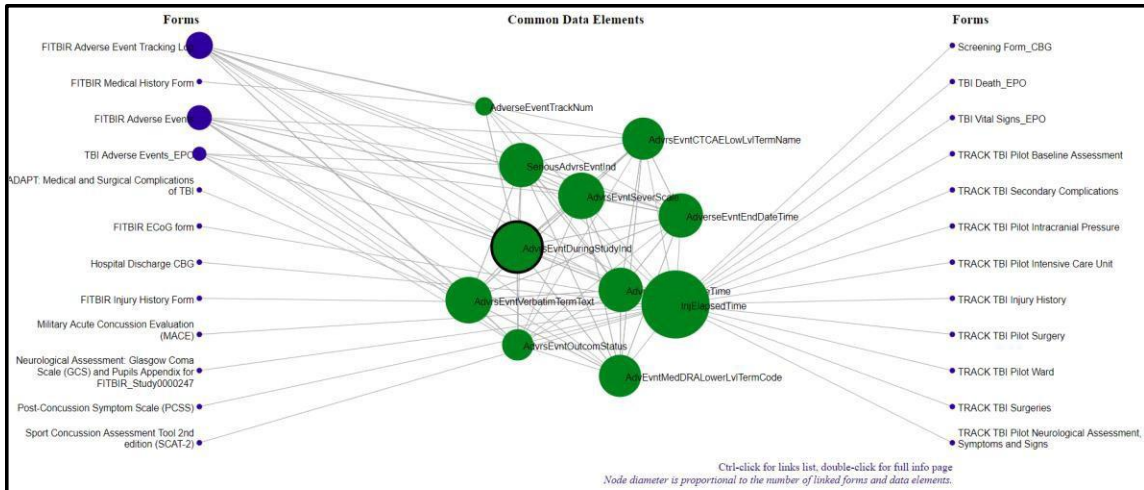 Forms
Common Data Elements
Forms
FITBIR Adverse Event Tracking Log
FITBIR Medical History Form
FITBIR Adverse Events
TBI Adverse Events_EPO
ADAPT: Medical and Surgical Complications
of TBI
FITBIR ECoG form
Hospital Discharge CBG
FITBIR Injury History Form
Military Acute Concussion Evaluation
(MACE)
Neurological Assessment: Glasgow Coma
Scale (GCS) and Pupils Appendix for
FITBIR_Study0000247
Post-Concussion Symptom Scale (PCSS)
Sport Concussion Assessment Tool 2nd
edition (SCAT-2)
AdverseEventTrackNum
AdvrsEvntCTCAELowLvlTermName
SeriousAdvrsEvntInd
AdvrsEvntSeverScale
AdverseEventEndDateTime
AdvrsEvntDuringStudyInd
AdvrsEvntVerbatimTermText
InjElapsedTime
AdvrsEvntOutcomStatus
AdvEvntMedDRALowerLvlTermCode
Screening Form_CBG
TBI Death_EPO
TBI Vital Signs_EPO
TRACK TBI Pilot Baseline Assessment
TRACK TBI Secondary Complications
TRACK TBI Pilot Intracranial Pressure
TRACK TBI Pilot Intensive Care Unit
TRACK TBI Injury History
TRACK TBI Pilot Surgery
TRACK TBI Pilot Ward
TRACK TBI Surgeries
TRACK TBI Pilot Neurological Assessment,
Symptoms and Signs
Ctrl-click for links list, double-click for full info page
Node diameter is proportional to the number of linked forms and data elements.